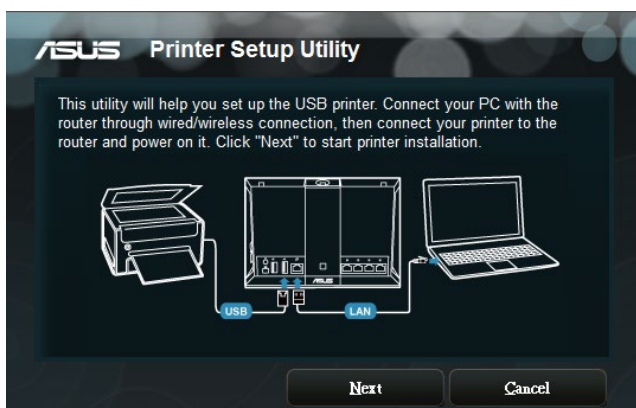 ASUS Printer Setup Utility
This utility will help you set up the USB printer. Connect your PC with the
router through wired/wireless connection, then connect your printer to the
router and power on it. Click "Next" to start printer installation.
ASUS
USB
LAN
Next
Cancel